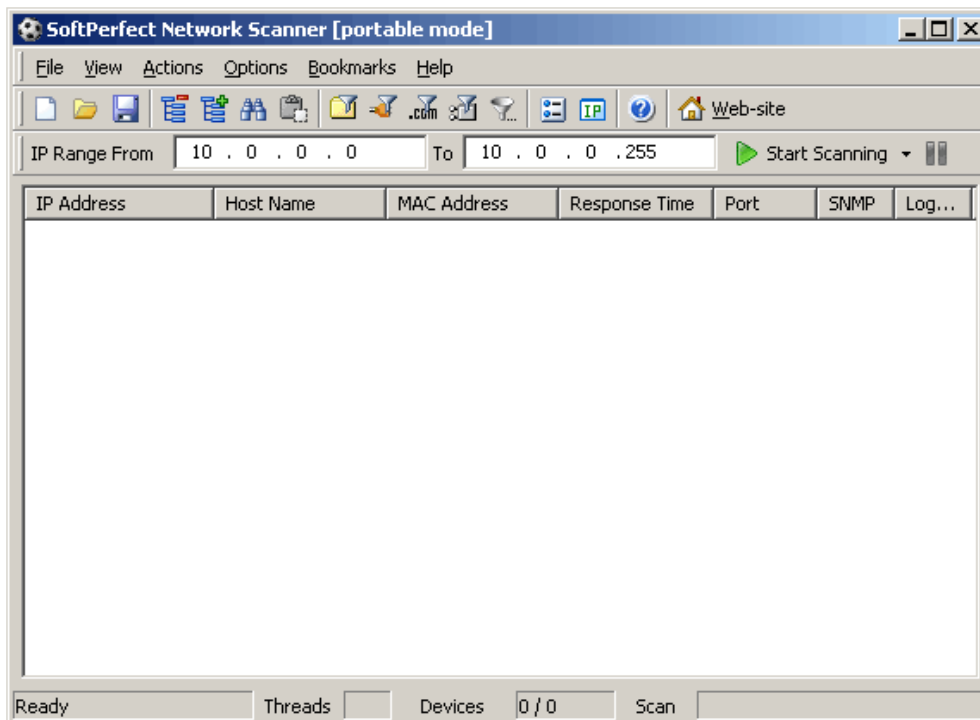 SoftPerfect Network Scanner [portable mode]
File View Actions Options Bookmarks Help
.com IP Web-site
IP Range From 10 . 0 . 0 . 0 To 10 . 0 . 0 . 255 Start Scanning
IP Address Host Name MAC Address Response Time Port SNMP Log...
Ready Threads Devices 0 / 0 Scan